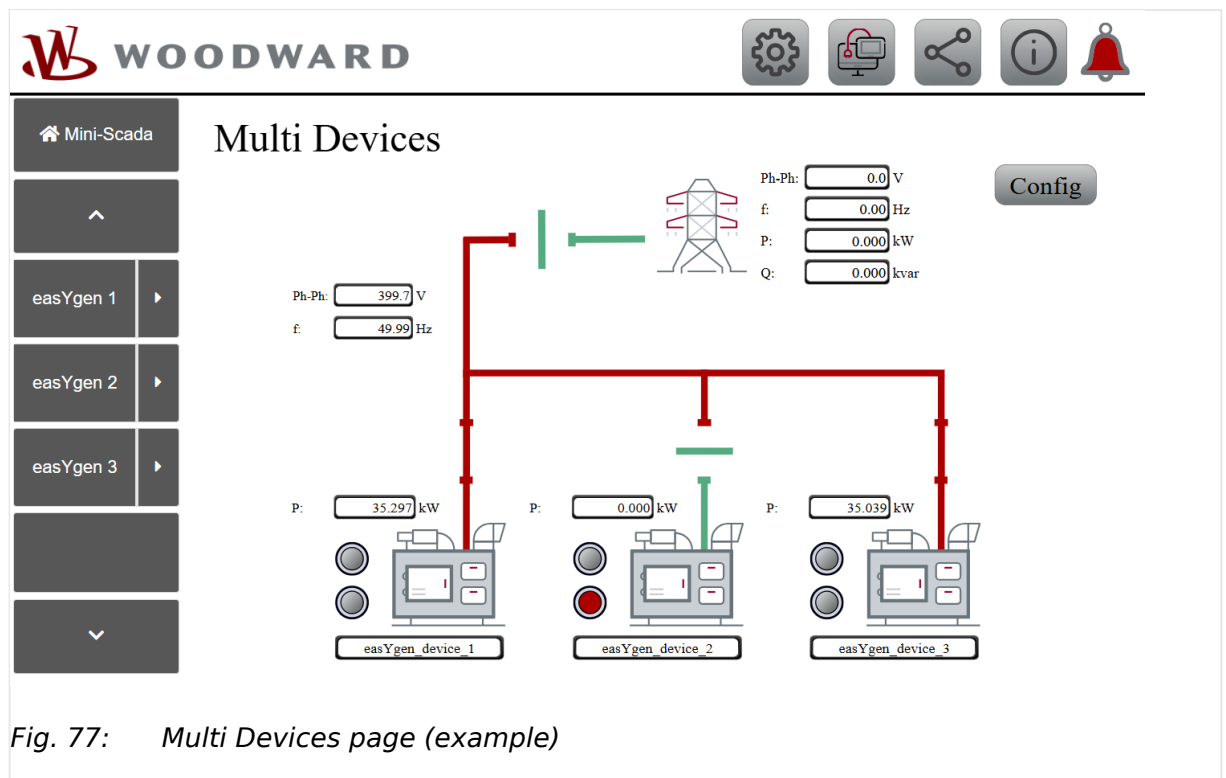 WOODWARD
Mini-Scada
Multi Devices
Config
Ph-Ph: 0.0 V
f: 0.00 Hz
P: 0.000 kW
Q: 0.000 kvar
easYgen 1
Ph-Ph: 399.7 V
f: 49.99 Hz
easYgen 2
easYgen 3
P: 35.297 kW
P: 0.000 kW
P: 35.039 kW
easYgen_device_1
easYgen_device_2
easYgen_device_3
Fig. 77: Multi Devices page (example)